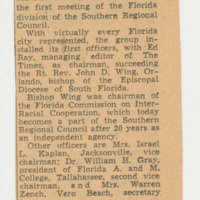 the first meeting of the Florida
division of the Southern Regional
Council.
With virtually every Florida
city represented, the group in-
stalled its first officers, with Ed
Ray, managing editor of The
Times, as chairman, succeeding
the Rt. Rev. John D. Wing, Or-
lando, bishop of the Episcopal
Diocese of South Florida.
Bishop Wing was chairman of
the Florida Commission on Inter-
Racial Cooperation, which today
becomes a part of the Southern
Regional Council after 20 years as
an independent agency.
Other officers are Mrs. Israel
L. Kaplan, Jacksonville, vice
chairman; Dr. William H. Gray,
president of Florida A. and M.
College, Tallahassee, second vice
chairman, and Mrs. Warren
Zench, Vero Beach, secretary